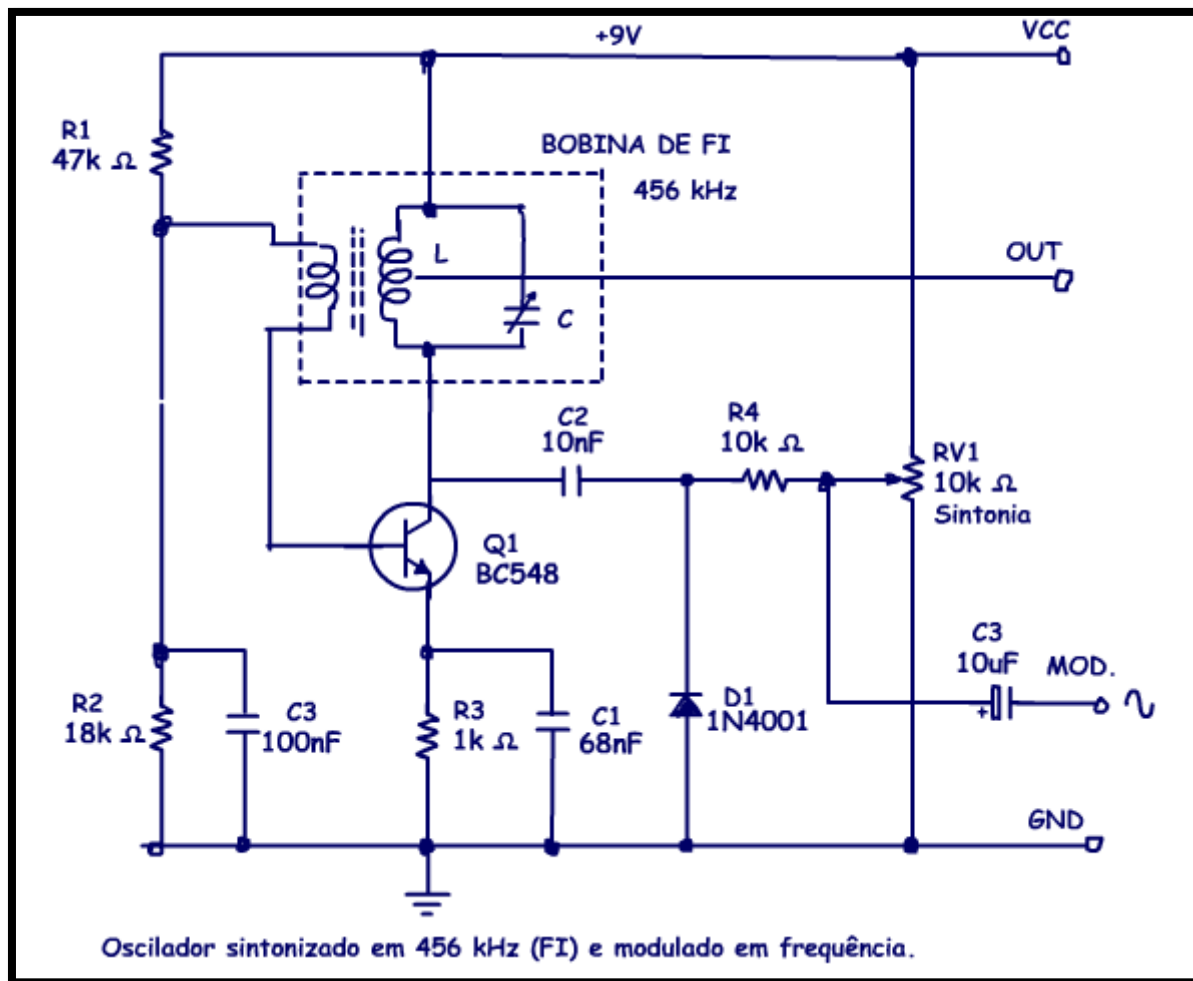 +9V
VCC
R1
47k Ω
BOBINA DE FI
456 kHz
L
C
OUT
C2
10nF
R4
10k Ω
RV1
10k Ω
Sintonia
Q1
BC548
C3
10uF
MOD.
+
R2
18k Ω
C3
100nF
R3
1k Ω
C1
68nF
D1
1N4001
GND
Oscilador sintonizado em 456 kHz (FI) e modulado em frequência.